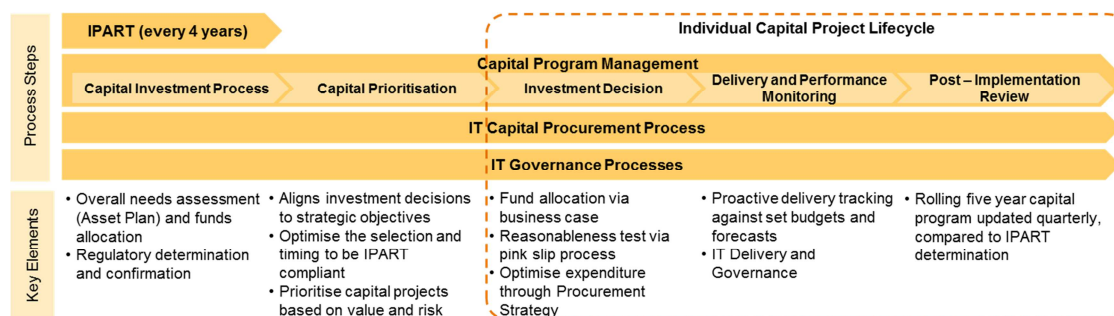 Process Steps
IPART (every 4 years)
Individual Capital Project Lifecycle
Capital Program Management
Capital Investment Process
Capital Prioritisation
Investment Decision
Delivery and Performance
Monitoring
Post – Implementation
Review
IT Capital Procurement Process
IT Governance Processes
Key Elements
• Overall needs assessment
(Asset Plan) and funds
allocation
• Regulatory determination
and confirmation
• Aligns investment decisions
to strategic objectives
• Optimise the selection and
timing to be IPART
compliant
• Prioritise capital projects
based on value and risk
• Fund allocation via
business case
• Reasonableness test via
pink slip process
• Optimise expenditure
through Procurement
Strategy
• Proactive delivery tracking
against set budgets and
forecasts
• IT Delivery and
Governance
• Rolling five year capital
program updated quarterly,
compared to IPART
determination